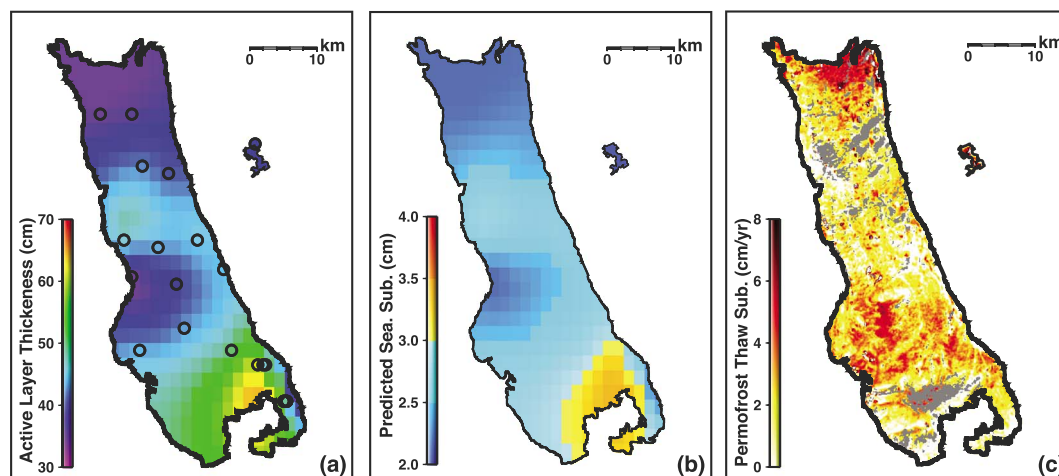 km
0 10
Active Layer Thickeness (cm)
70
60
50
40
30
(a)
km
0 10
Predicted Sea. Sub. (cm)
4.0
3.5
3.0
2.5
2.0
(b)
km
0 10
Permofrost Thaw Sub. (cm/yr)
8
6
4
2
0
(c)